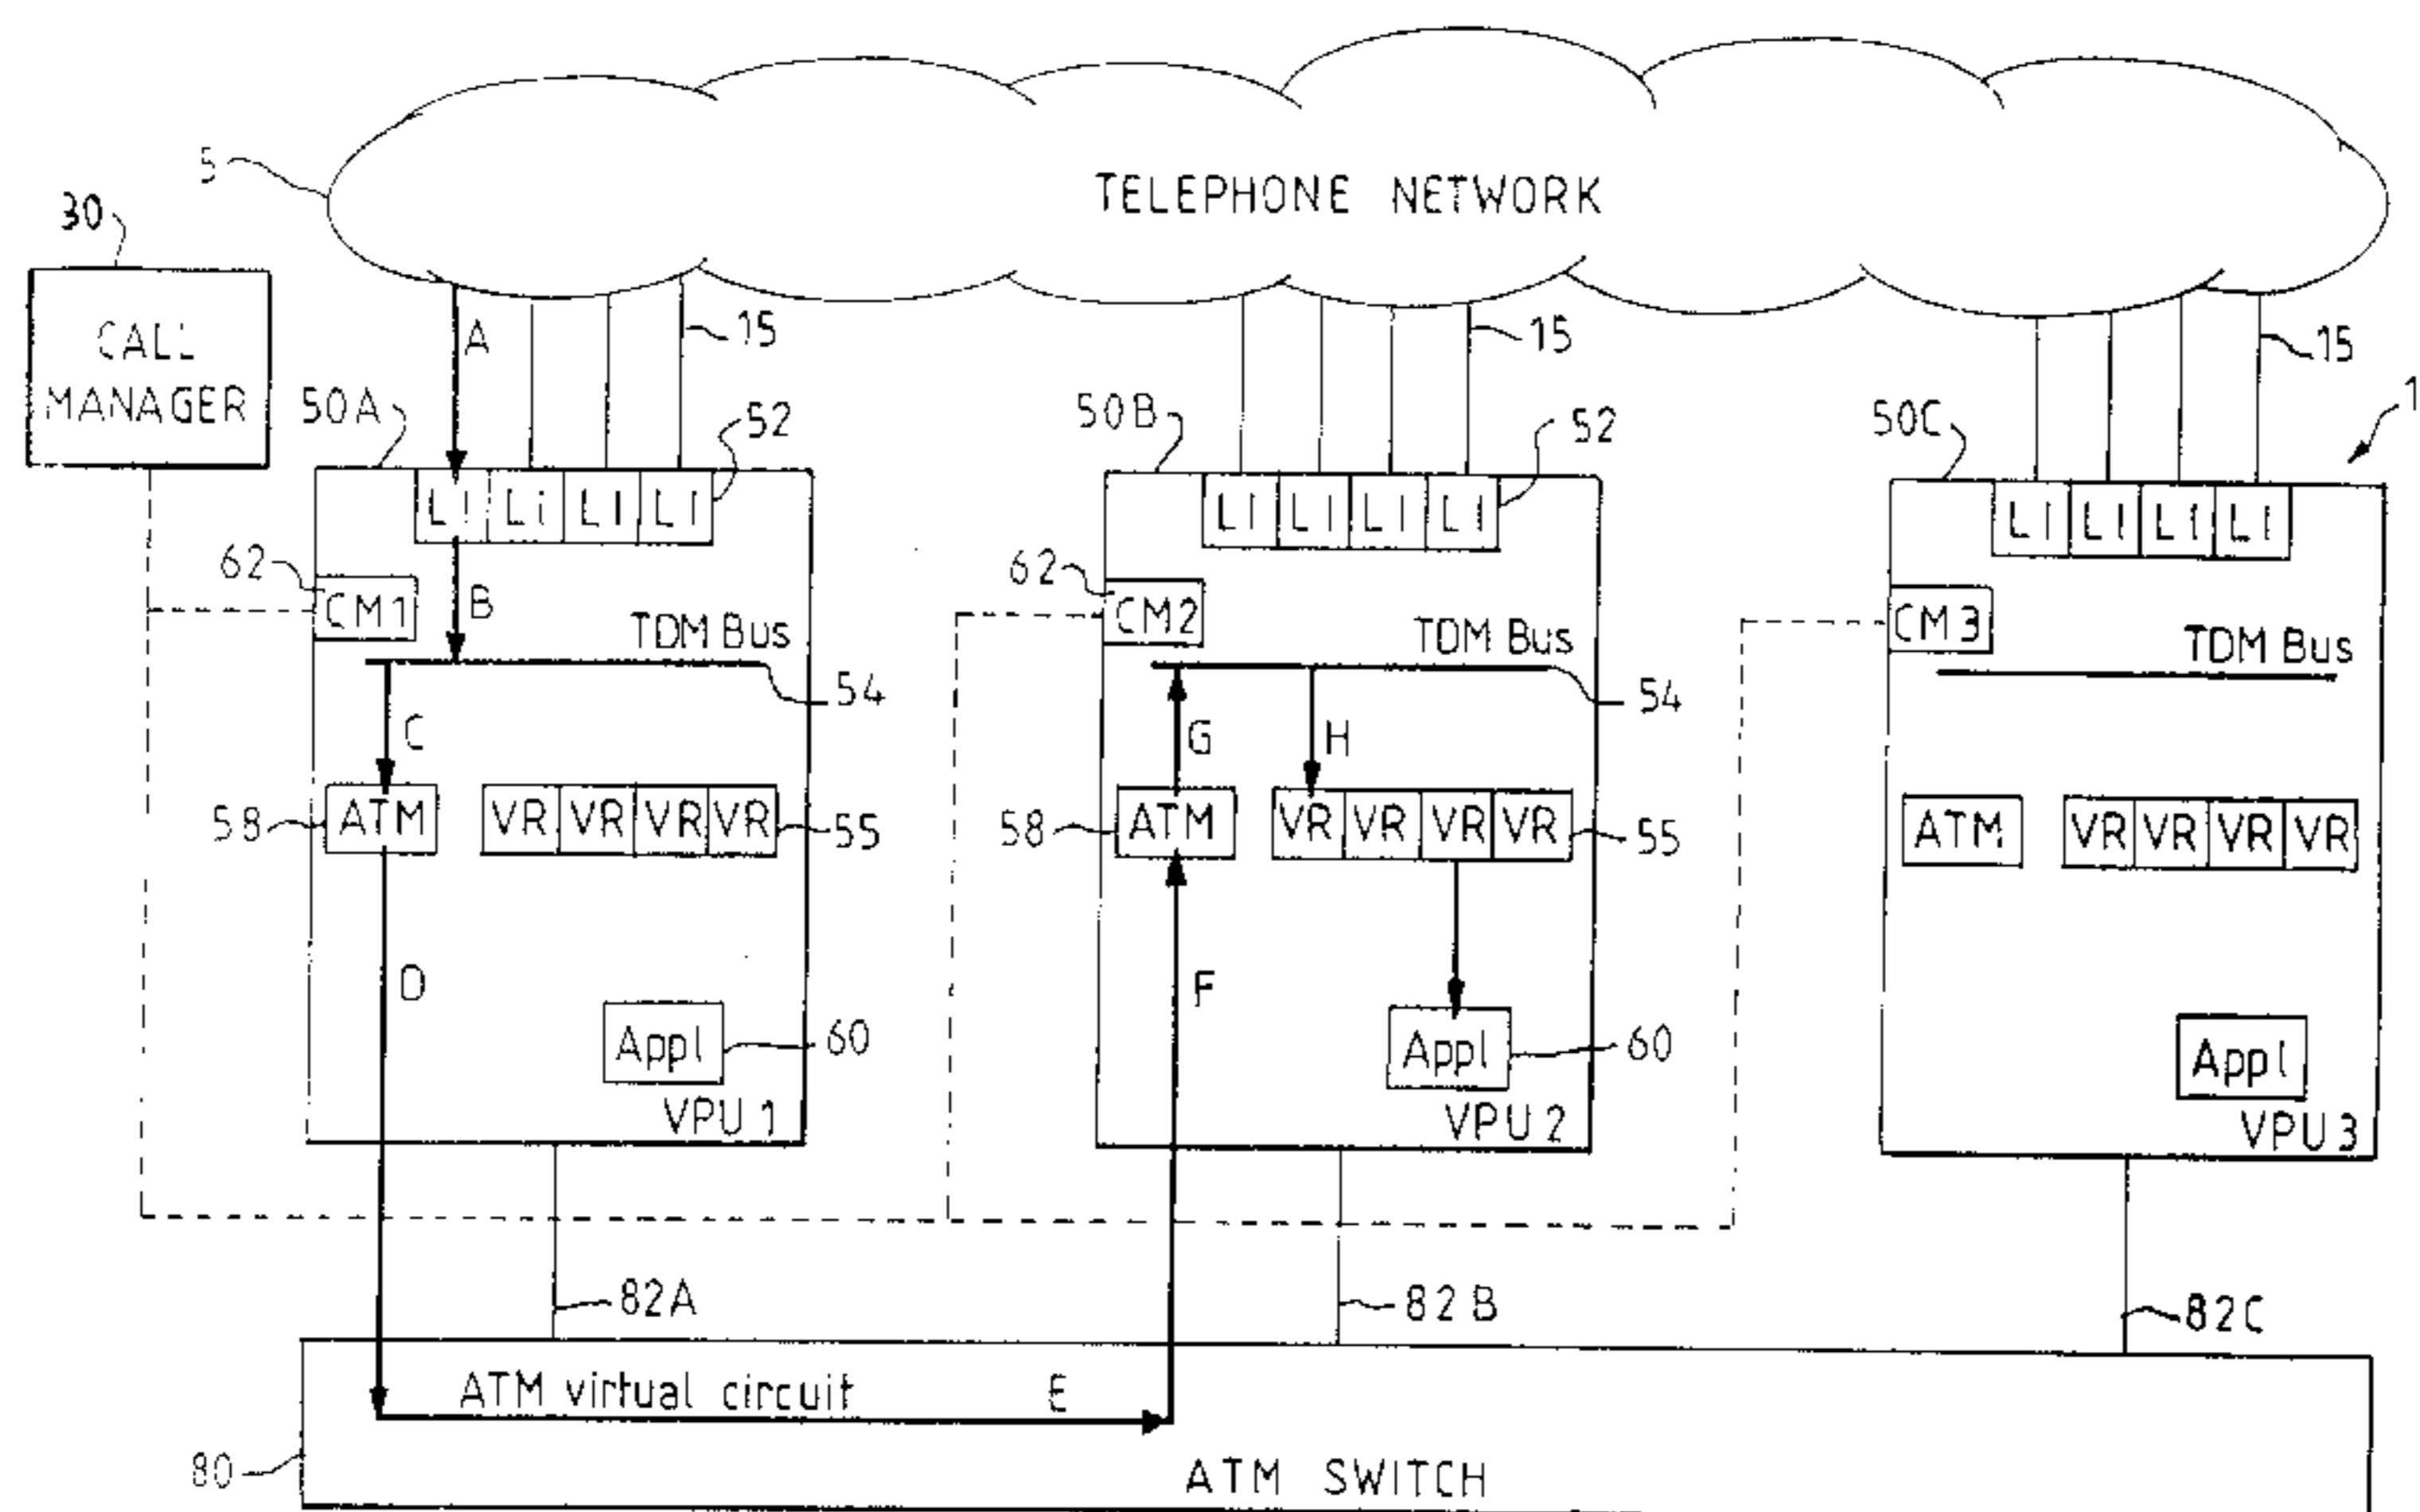 TELEPHONE NETWORK
5
30
CALL
MANAGER
A
15
15
15
1
50A
52
50B
52
50C
LI Li LI LI
LI LI LI LI
LI LI LI LI
62
CM1
B
TDM Bus
54
62
CM2
TDM Bus
54
CM3
TDM Bus
C
G
H
58
ATM
VR VR VR VR
55
58
ATM
VR VR VR VR
55
ATM
VR VR VR VR
D
F
Appl
60
Appl
60
Appl
VPU 1
VPU 2
VPU 3
82A
82B
82C
ATM virtual circuit
E
80
ATM SWITCH